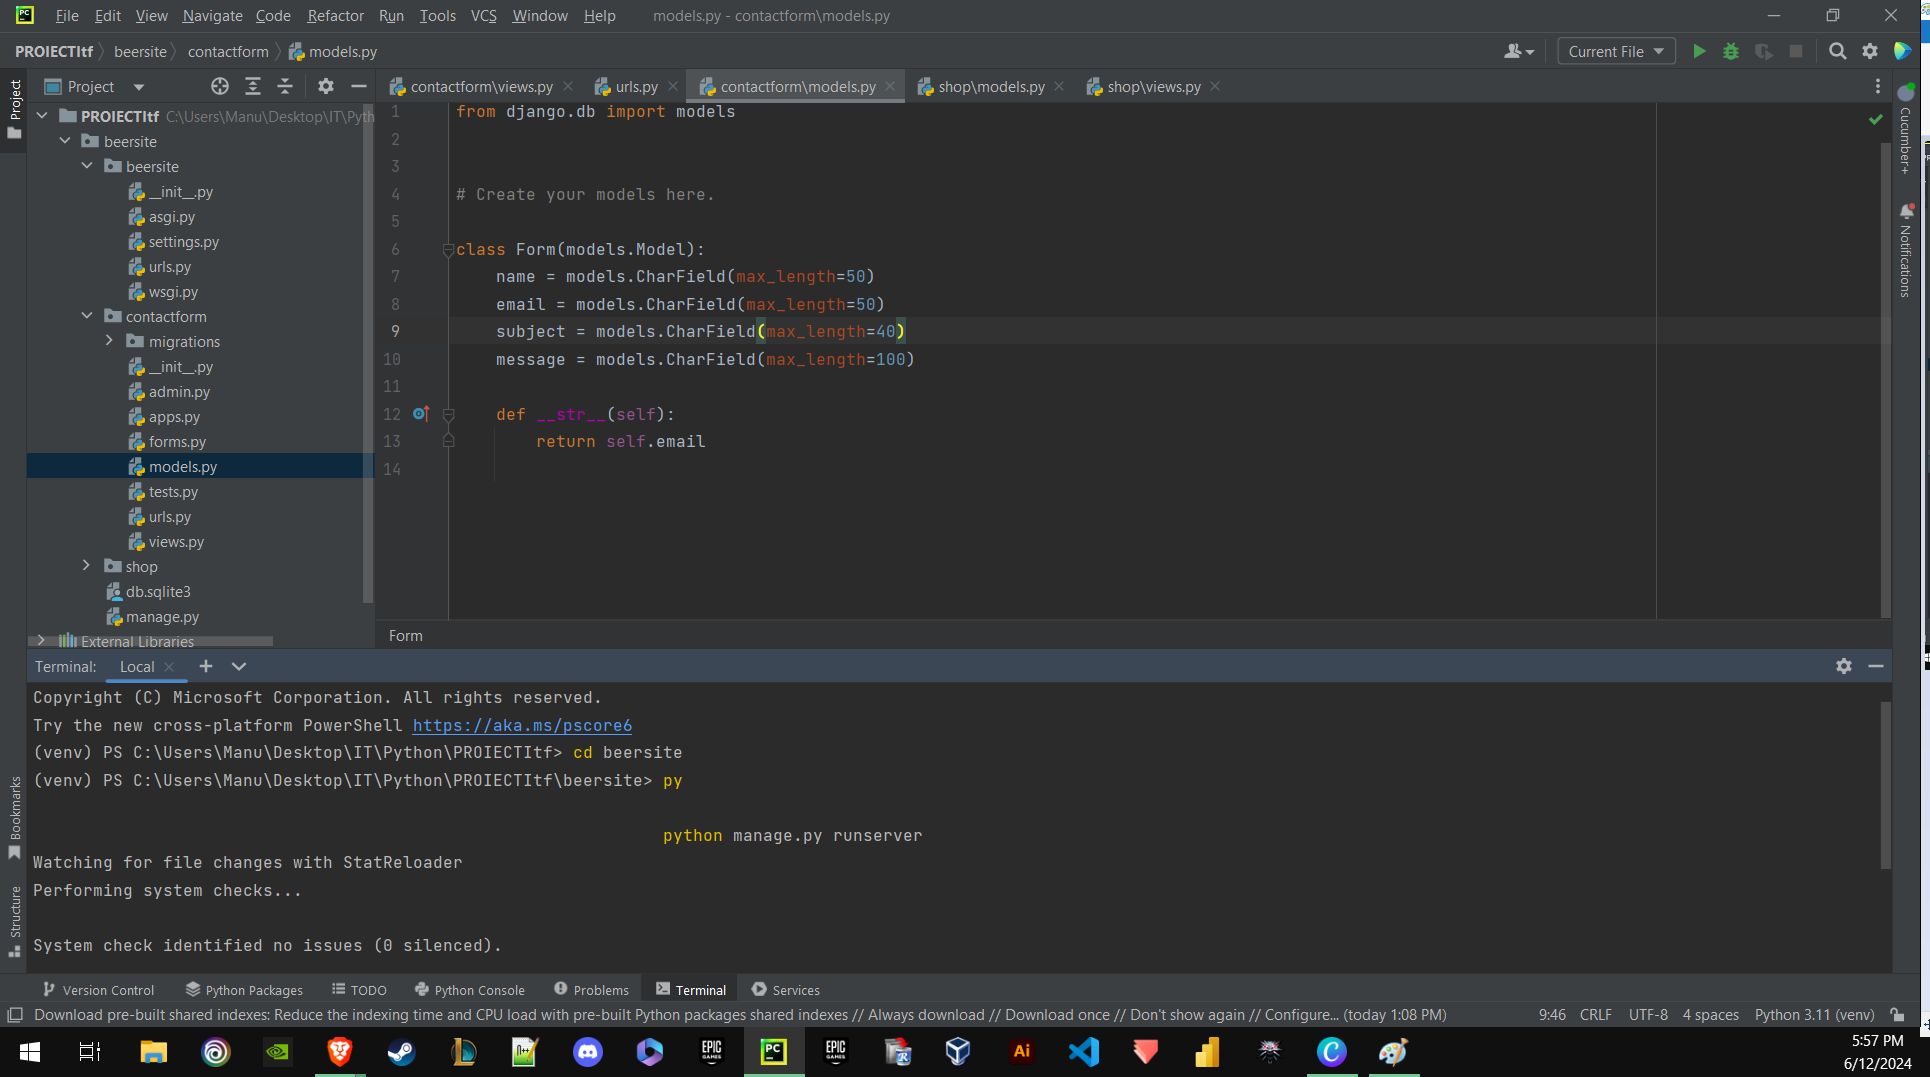 File Edit View Navigate Code Refactor Run Tools VCS Window Help models.py - contactform\models.py
PROIECTItf beersite contactform models.py
Current File
Project
contactform\views.py urls.py contactform\models.py shop\models.py shop\views.py
Project
PROIECTItf C:\Users\Manu\Desktop\IT\Pyth
beersite
beersite
__init__.py
asgi.py
settings.py
urls.py
wsgi.py
contactform
migrations
__init__.py
admin.py
apps.py
forms.py
models.py
tests.py
urls.py
views.py
shop
db.sqlite3
manage.py
External Libraries
1 from django.db import models
2
3
4 # Create your models here.
5
6 class Form(models.Model):
7 name = models.CharField(max_length=50)
8 email = models.CharField(max_length=50)
9 subject = models.CharField(max_length=40)
10 message = models.CharField(max_length=100)
11
12 def __str__(self):
13 return self.email
14
Form
Cucumber+
Notifications
Terminal: Local
Copyright (C) Microsoft Corporation. All rights reserved.
Try the new cross-platform PowerShell https://aka.ms/pscore6
(venv) PS C:\Users\Manu\Desktop\IT\Python\PROIECTItf> cd beersite
(venv) PS C:\Users\Manu\Desktop\IT\Python\PROIECTItf\beersite> py
python manage.py runserver
Watching for file changes with StatReloader
Performing system checks...
System check identified no issues (0 silenced).
Bookmarks
Structure
Version Control Python Packages TODO Python Console Problems Terminal Services
Download pre-built shared indexes: Reduce the indexing time and CPU load with pre-built Python packages shared indexes // Always download // Download once // Don't show again // Configure... (today 1:08 PM) 9:46 CRLF UTF-8 4 spaces Python 3.11 (venv)
5:57 PM
6/12/2024